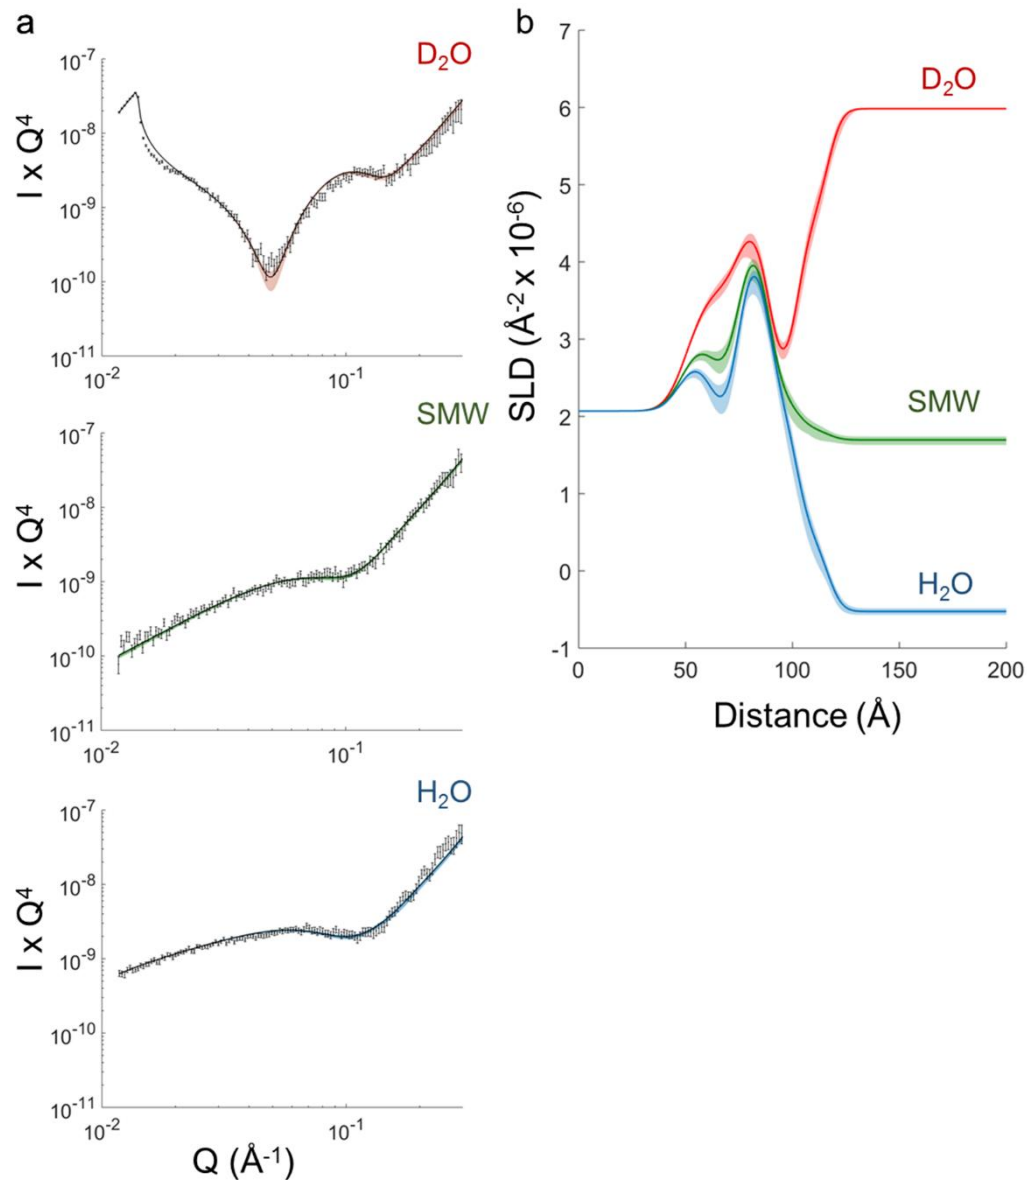 a
D₂O
10⁻⁷
10⁻⁸
I x Q⁴
10⁻⁹
10⁻¹⁰
10⁻¹¹
10⁻² 10⁻¹
SMW
10⁻⁷
10⁻⁸
I x Q⁴
10⁻⁹
10⁻¹⁰
10⁻¹¹
10⁻² 10⁻¹
H₂O
10⁻⁷
10⁻⁸
I x Q⁴
10⁻⁹
10⁻¹⁰
10⁻¹¹
10⁻² 10⁻¹
Q (Å⁻¹)
b
7
6
5
4
3
2
1
0
-1
SLD (Å⁻² x 10⁻⁶)
D₂O
SMW
H₂O
0 50 100 150 200
Distance (Å)